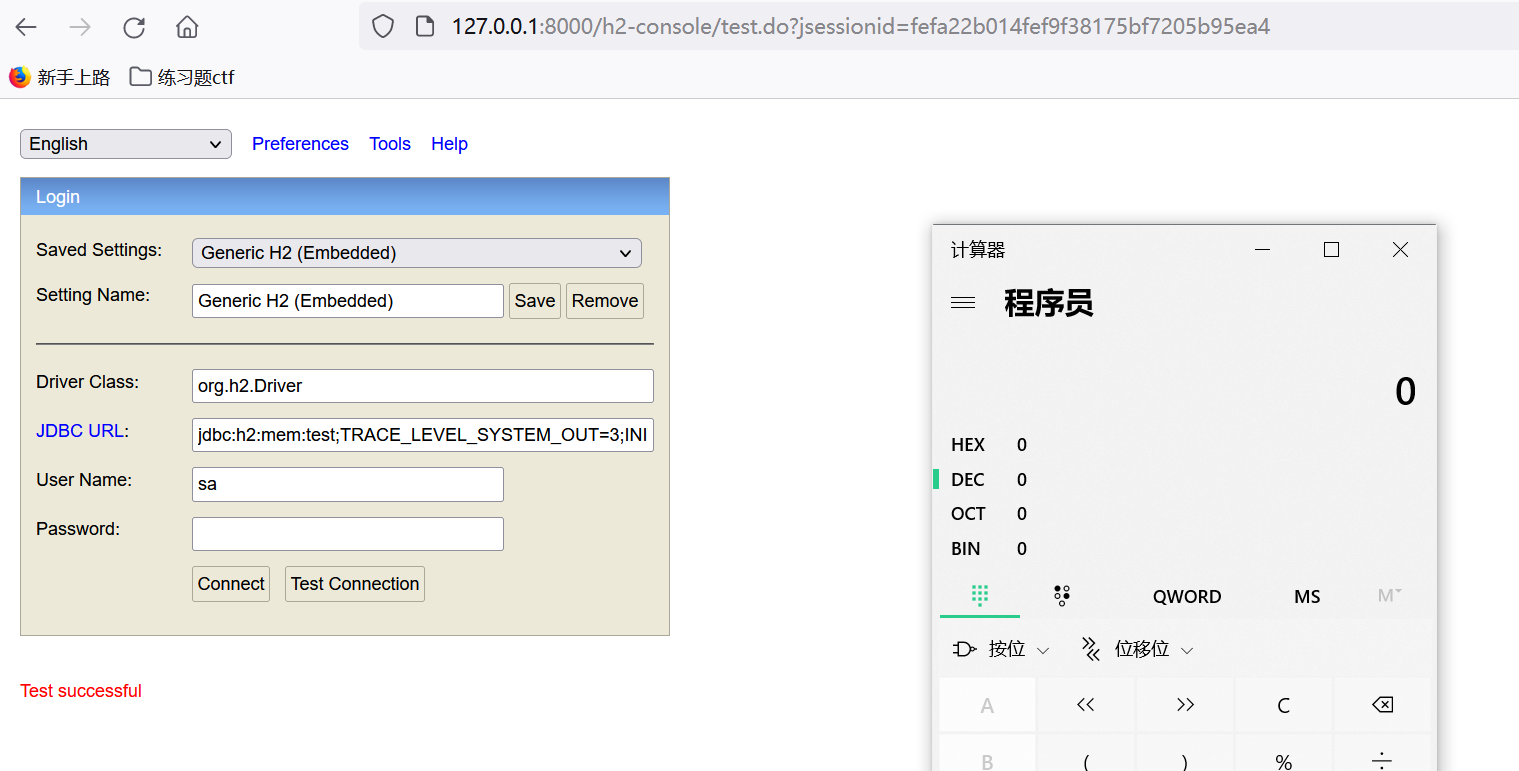 127.0.0.1:8000/h2-console/test.do?jsessionid=fefa22b014fef9f38175bf7205b95ea4
新手上路 练习题ctf
English Preferences Tools Help
Login
Saved Settings: Generic H2 (Embedded)
Setting Name: Generic H2 (Embedded) Save Remove
Driver Class: org.h2.Driver
JDBC URL: jdbc:h2:mem:test;TRACE_LEVEL_SYSTEM_OUT=3;INI
User Name: sa
Password:
Connect Test Connection
Test successful
计算器
程序员
0
HEX 0
DEC 0
OCT 0
BIN 0
QWORD MS M
按位 位移位
A << >> C
B ( ) % ÷